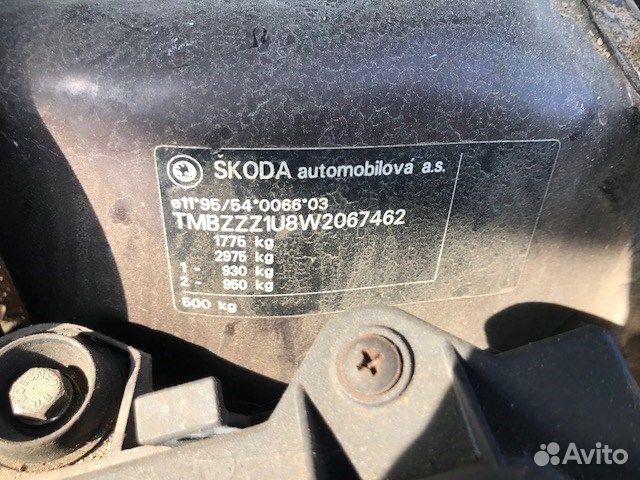 ŠKODA automobilová a.s.
e11*95/54*0066*03
TMBZZZ1U8W2067462
1775 kg
2975 kg
1 - 930 kg
2 - 950 kg
500 kg
Avito